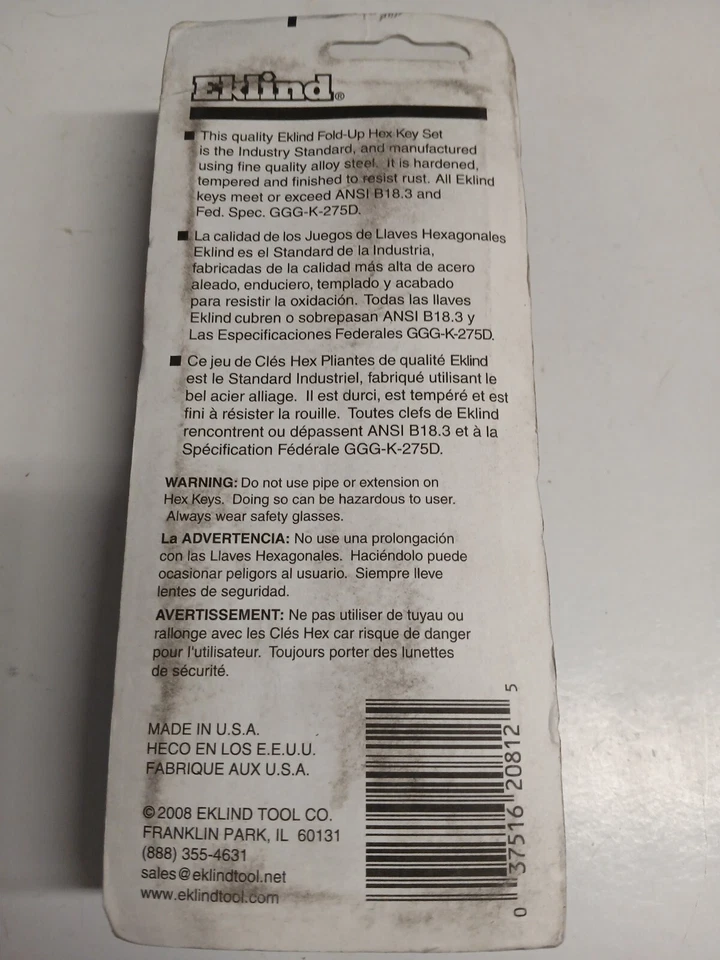 Eklind®
■ This quality Eklind Fold-Up Hex Key Set
is the Industry Standard, and manufactured
using fine quality alloy steel. It is hardened,
tempered and finished to resist rust. All Eklind
keys meet or exceed ANSI B18.3 and
Fed. Spec. GGG-K-275D.
■ La calidad de los Juegos de Llaves Hexagonales
Eklind es el Standard de la Industria,
fabricadas de la calidad más alta de acero
aleado, enduciero, templado y acabado
para resistir la oxidación. Todas las llaves
Eklind cubren o sobrepasan ANSI B18.3 y
Las Especificaciones Federales GGG-K-275D.
■ Ce jeu de Clés Hex Pliantes de qualité Eklind
est le Standard Industriel, fabriqué utilisant le
bel acier alliage. Il est durci, est tempéré et est
fini à résister la rouille. Toutes clefs de Eklind
rencontrent ou dépassent ANSI B18.3 et à la
Spécification Fédérale GGG-K-275D.
WARNING: Do not use pipe or extension on
Hex Keys. Doing so can be hazardous to user.
Always wear safety glasses.
La ADVERTENCIA: No use una prolongación
con las Llaves Hexagonales. Haciéndolo puede
ocasionar peligors al usuario. Siempre lleve
lentes de seguridad.
AVERTISSEMENT: Ne pas utiliser de tuyau ou
rallonge avec les Clés Hex car risque de danger
pour l'utilisateur. Toujours porter des lunettes
de sécurité.
MADE IN U.S.A.
HECO EN LOS E.E.U.U.
FABRIQUE AUX U.S.A.
©2008 EKLIND TOOL CO.
FRANKLIN PARK, IL 60131
(888) 355-4631
sales@eklindtool.net
www.eklindtool.com
0 37516 20812 5